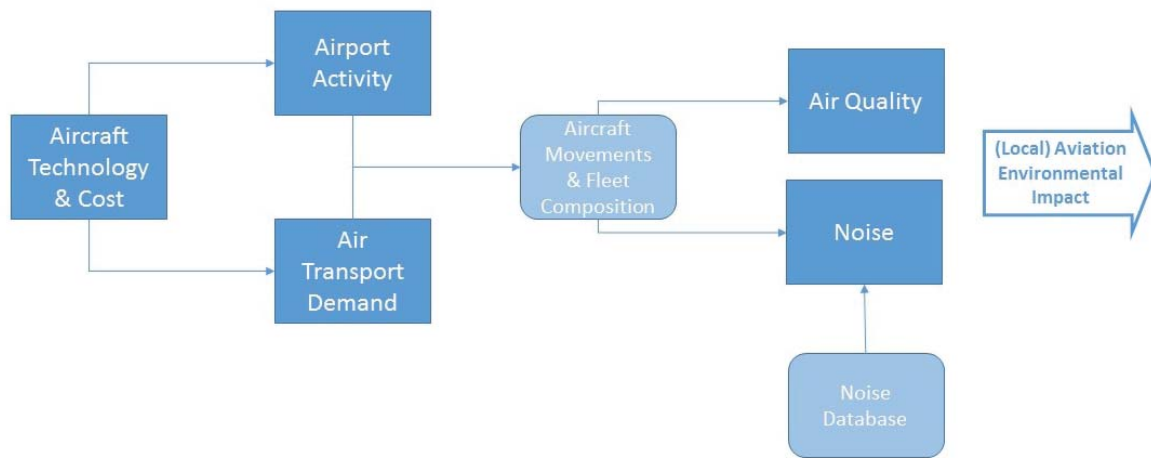 Aircraft
Technology
& Cost
Airport
Activity
Air
Transport
Demand
Aircraft
Movements
& Fleet
Composition
Air Quality
Noise
Noise
Database
(Local) Aviation
Environmental
Impact